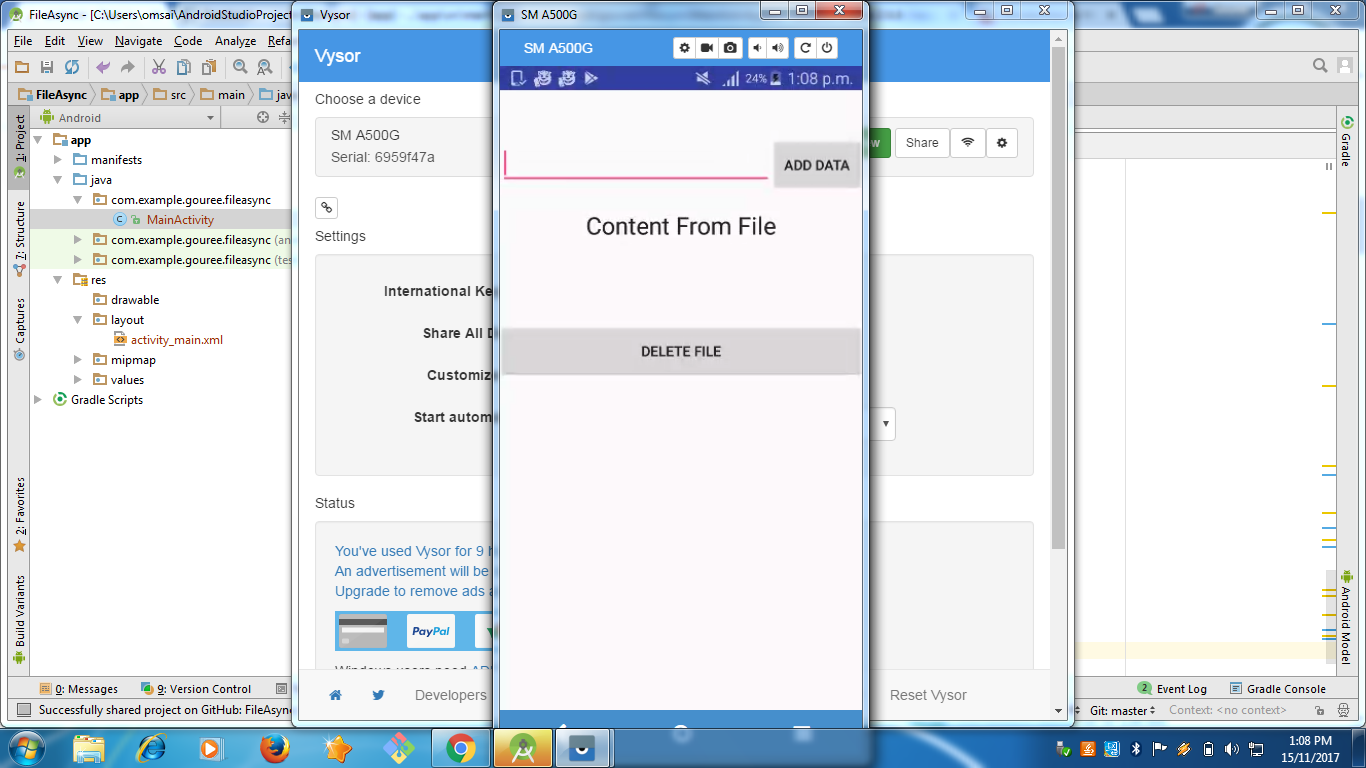 FileAsync - [C:\Users\omsai\AndroidStudioProject
File Edit View Navigate Code Analyze Refa
FileAsync app src main
1: Project
7: Structure
Captures
2: Favorites
Build Variants
Android
app
manifests
java
com.example.gouree.fileasync
MainActivity
com.example.gouree.fileasync (an
com.example.gouree.fileasync (tes
res
drawable
layout
activity_main.xml
mipmap
values
Gradle Scripts
Vysor
Vysor
Choose a device
SM A500G
Serial: 6959f47a
Share
Settings
International Ke
Share All D
Customiz
Start autom
Status
You've used Vysor for 9 h
An advertisement will be
Upgrade to remove ads a
PayPal
Windows users need AD
Developers
Reset Vysor
SM A500G
SM A500G
24% 1:08 p.m.
ADD DATA
Content From File
DELETE FILE
Gradle
Android Model
0: Messages 9: Version Control
2 Event Log Gradle Console
Successfully shared project on GitHub: FileAsyn
Git: master Context: <no context>
1:08 PM
15/11/2017